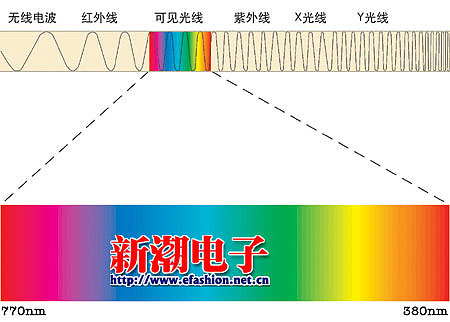 无线电波 红外线 可见光线 紫外线 X光线 Y光线
新潮电子
http://www.efashion.net.cn
770nm 380nm